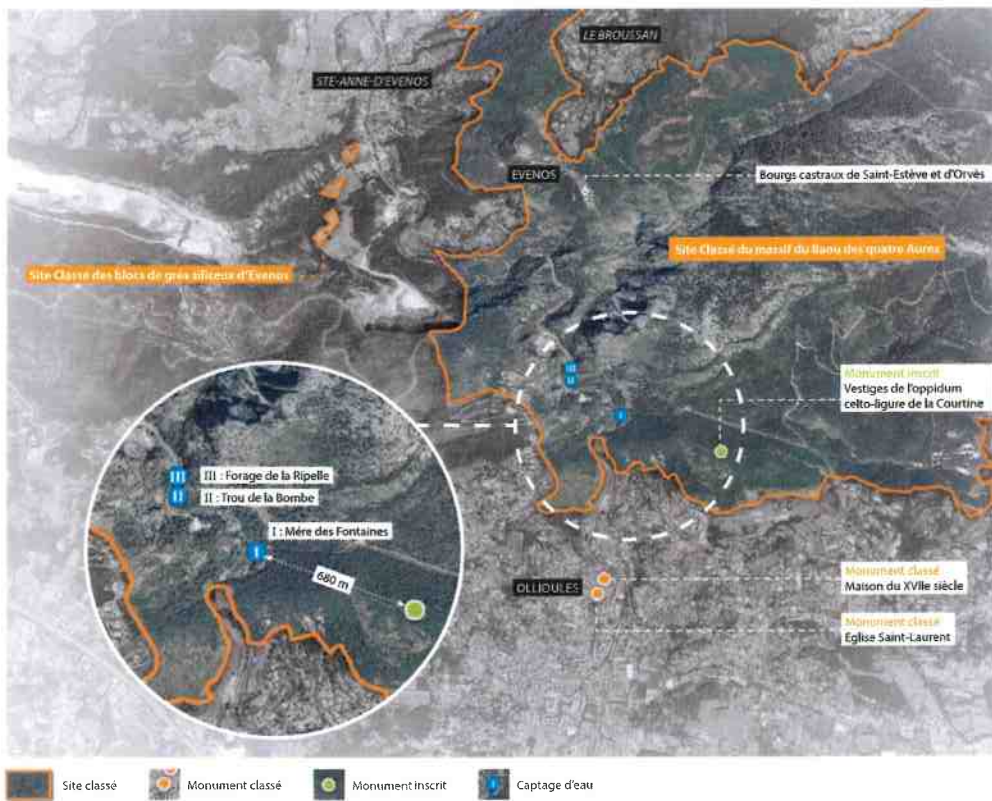 LE BROUSSAN
STE-ANNE-D'EVENOS
EVENOS
Bourgs castraux de Saint-Estève et d'Orvès
Site Classé du massif du Baou des quatre Aures
Site Classé des blocs de grès siliceux d'Evenos
III
II
I
Monument inscrit
Vestiges de l'oppidum
celto-ligure de la Courtine
III
III : Forage de la Ripelle
II
II : Trou de la Bombe
I : Mère des Fontaines
I
680 m
OLLIOULES
Monument classé
Maison du XVIIe siècle
Monument classé
Eglise Saint-Laurent
Site classé
Monument classé
Monument inscrit
I
Captage d'eau